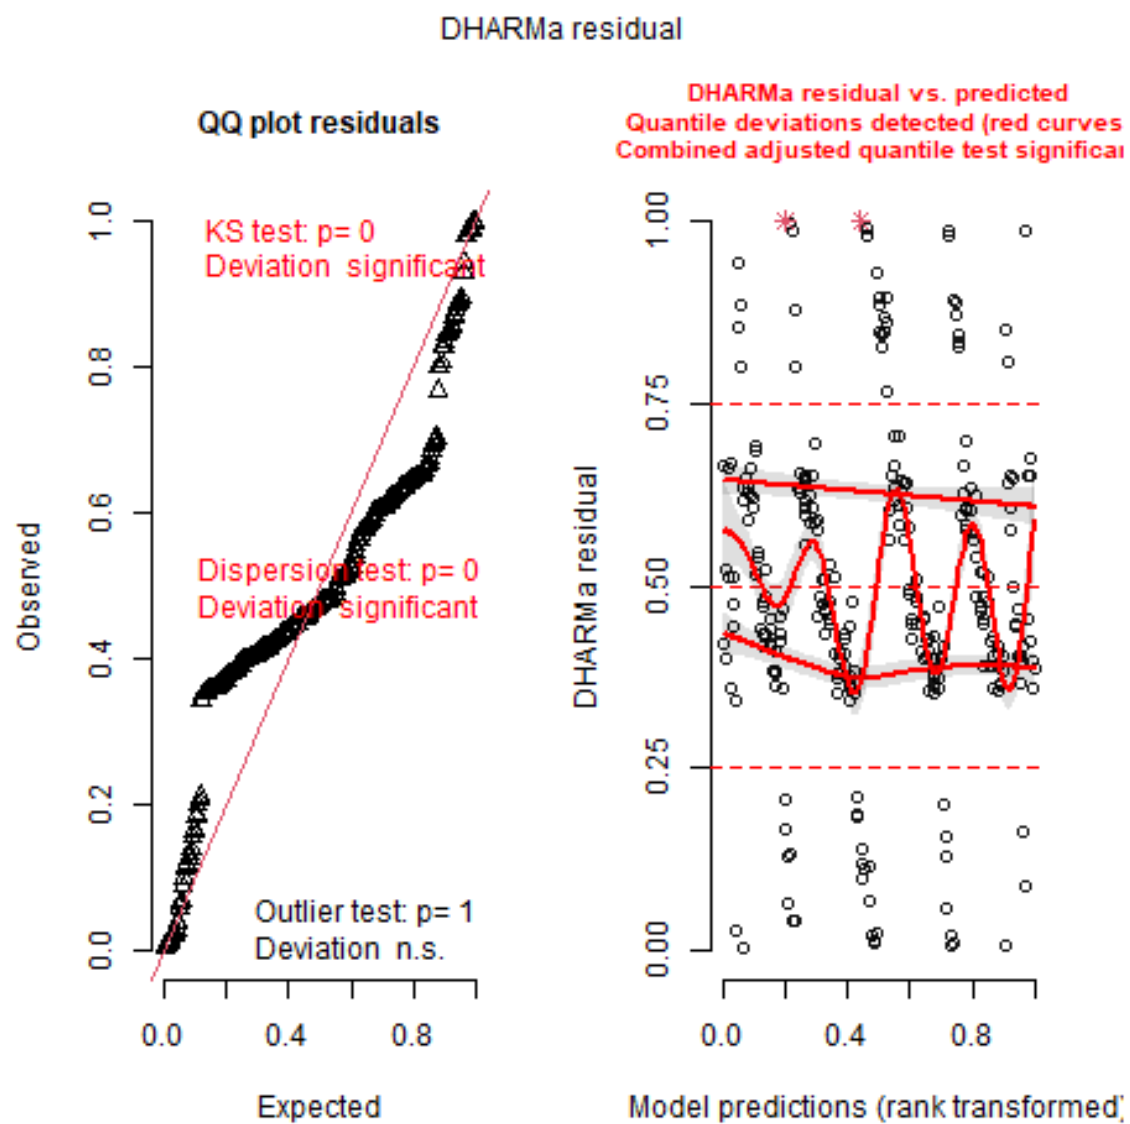 DHARMa residual
QQ plot residuals
KS test: p= 0
Deviation  significant
Dispersion test: p= 0
Deviation  significant
Outlier test: p= 1
Deviation  n.s.
Observed
0.0
0.2
0.4
0.6
0.8
1.0
0.0
0.4
0.8
Expected
DHARMa residual vs. predicted
Quantile deviations detected (red curves
Combined adjusted quantile test significan
DHARMa residual
0.00
0.25
0.50
0.75
1.00
0.0
0.4
0.8
Model predictions (rank transformed)